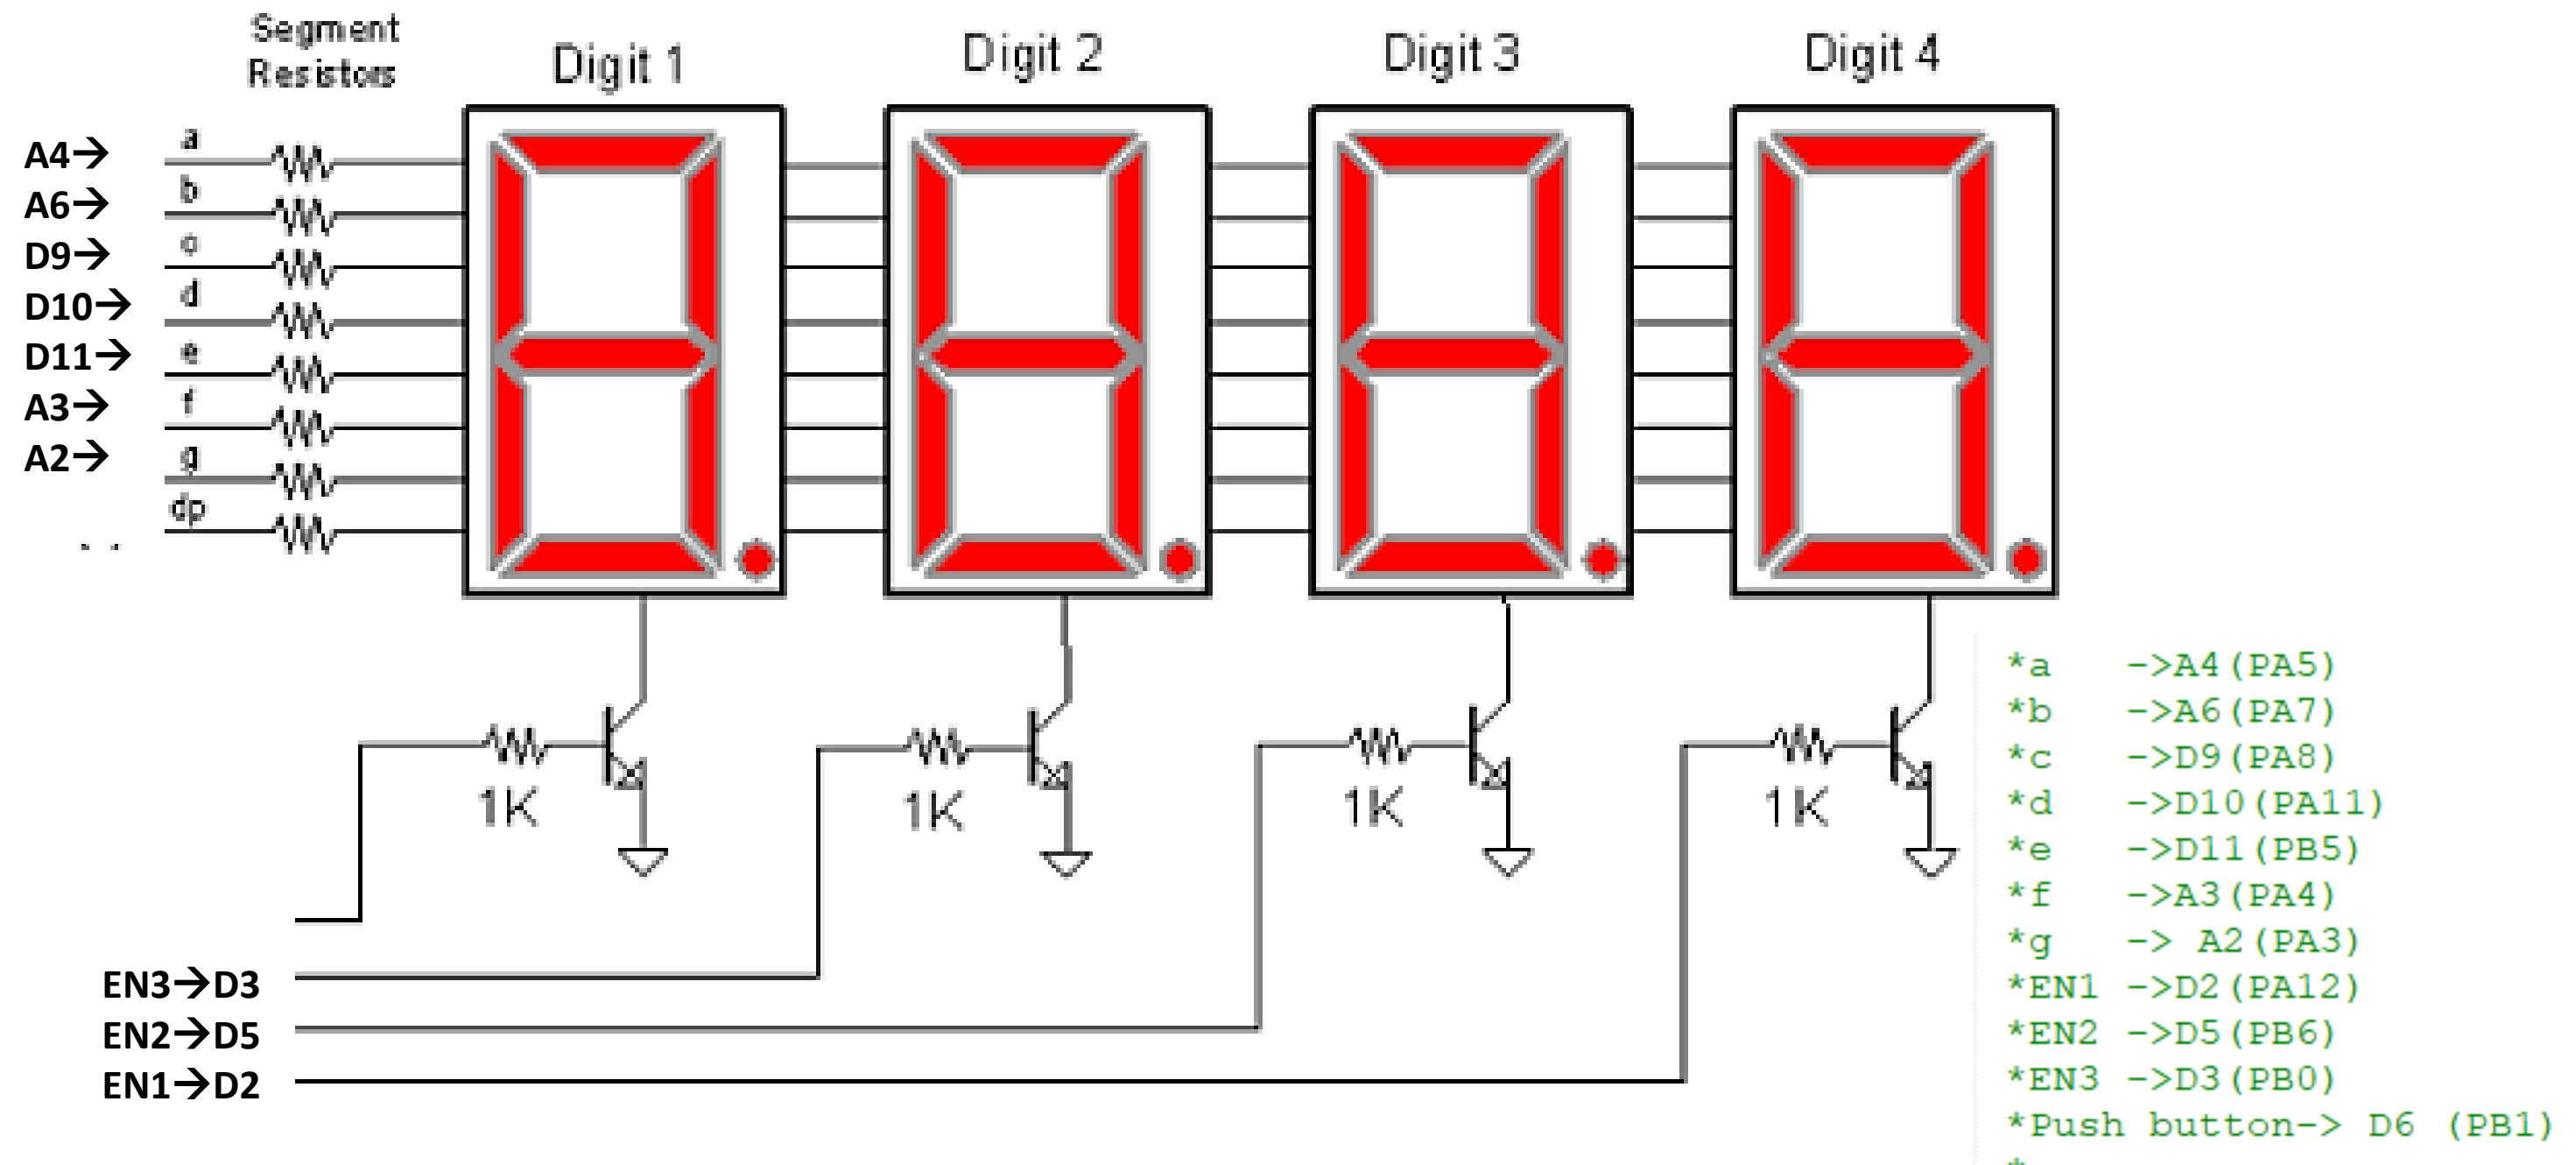 Segment
Resistors
Digit 1
Digit 2
Digit 3
Digit 4
A4→ a
A6→ b
D9→ c
D10→ d
D11→ e
A3→ f
A2→ g
dp
1K
1K
1K
1K
EN3→D3
EN2→D5
EN1→D2
*a ->A4(PA5)
*b ->A6(PA7)
*c ->D9(PA8)
*d ->D10(PA11)
*e ->D11(PB5)
*f ->A3(PA4)
*g -> A2(PA3)
*EN1 ->D2(PA12)
*EN2 ->D5(PB6)
*EN3 ->D3(PB0)
*Push button-> D6 (PB1)
*